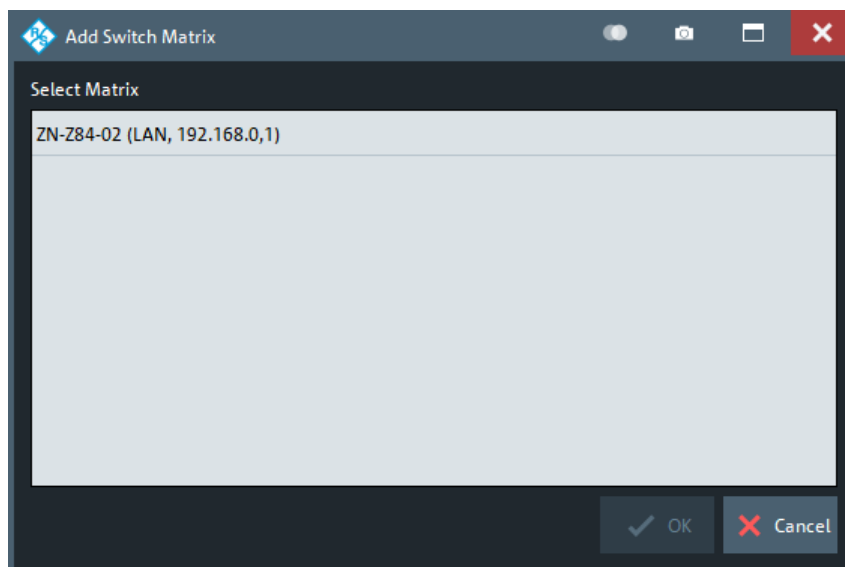 Add Switch Matrix
Select Matrix
ZN-Z84-02 (LAN, 192.168.0,1)
OK
Cancel